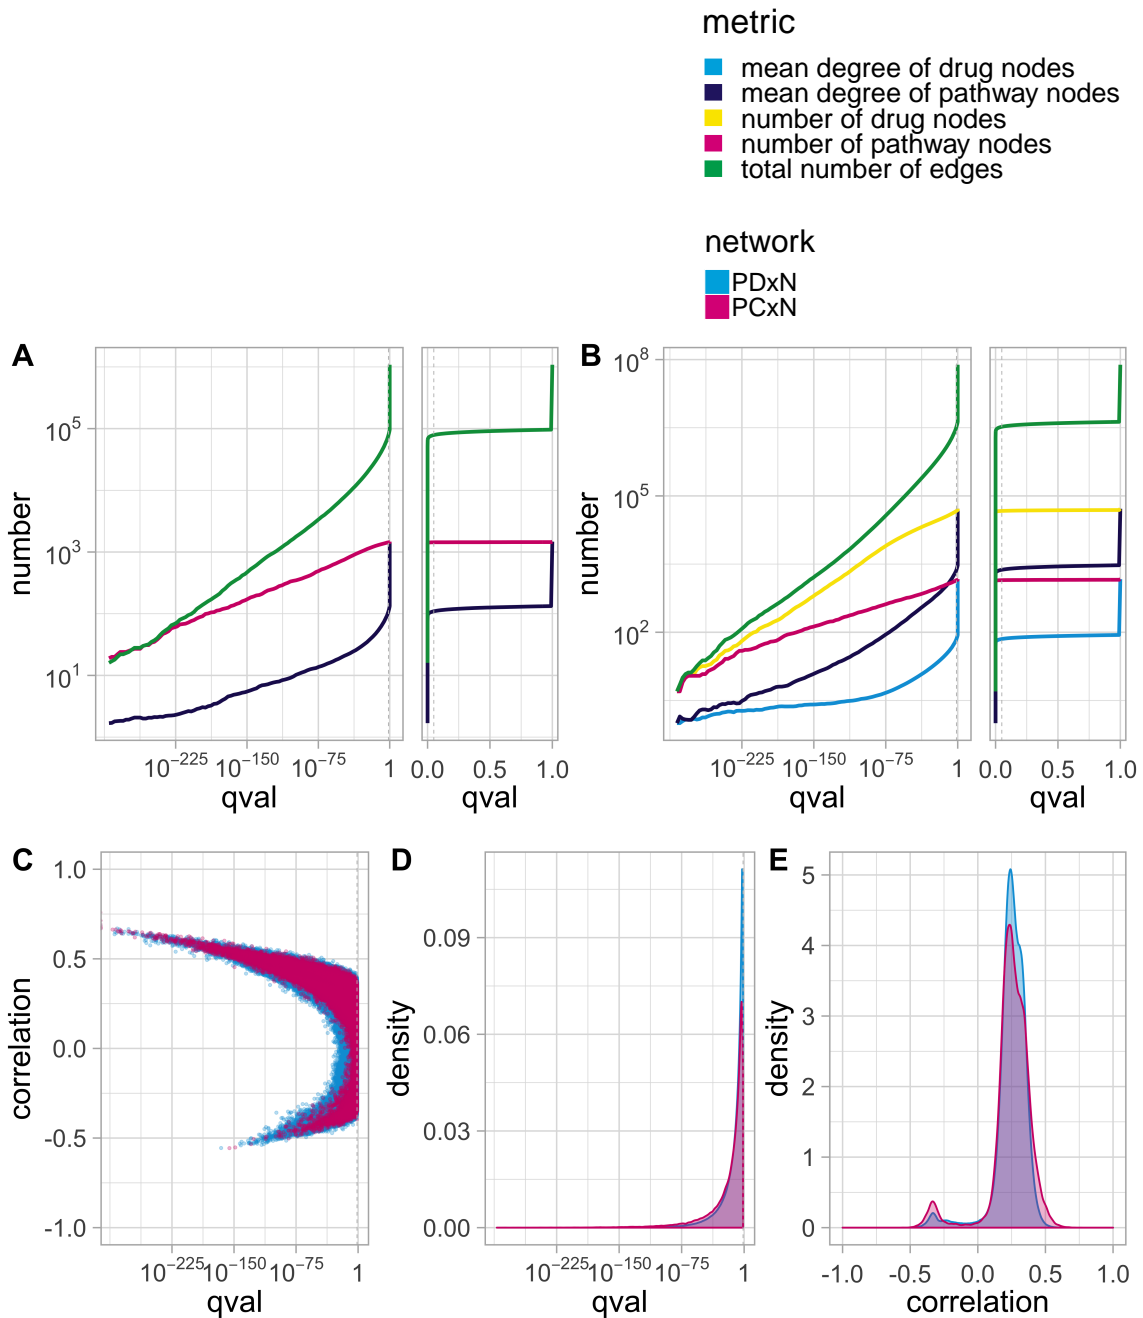 metric
mean degree of drug nodes
mean degree of pathway nodes
number of drug nodes
number of pathway nodes
total number of edges
network
PDxN
PCxN
A
number
10^5
10^3
10^1
10^−225 10^−150 10^−75 1
qval
0.0 0.5 1.0
qval
B
number
10^8
10^5
10^2
10^−225 10^−150 10^−75 1
qval
0.0 0.5 1.0
qval
C
correlation
1.0
0.5
0.0
-0.5
-1.0
10^−225 10^−150 10^−75 1
qval
D
density
0.09
0.06
0.03
0.00
10^−225 10^−150 10^−75 1
qval
E
density
5
4
3
2
1
0
-1.0 -0.5 0.0 0.5 1.0
correlation